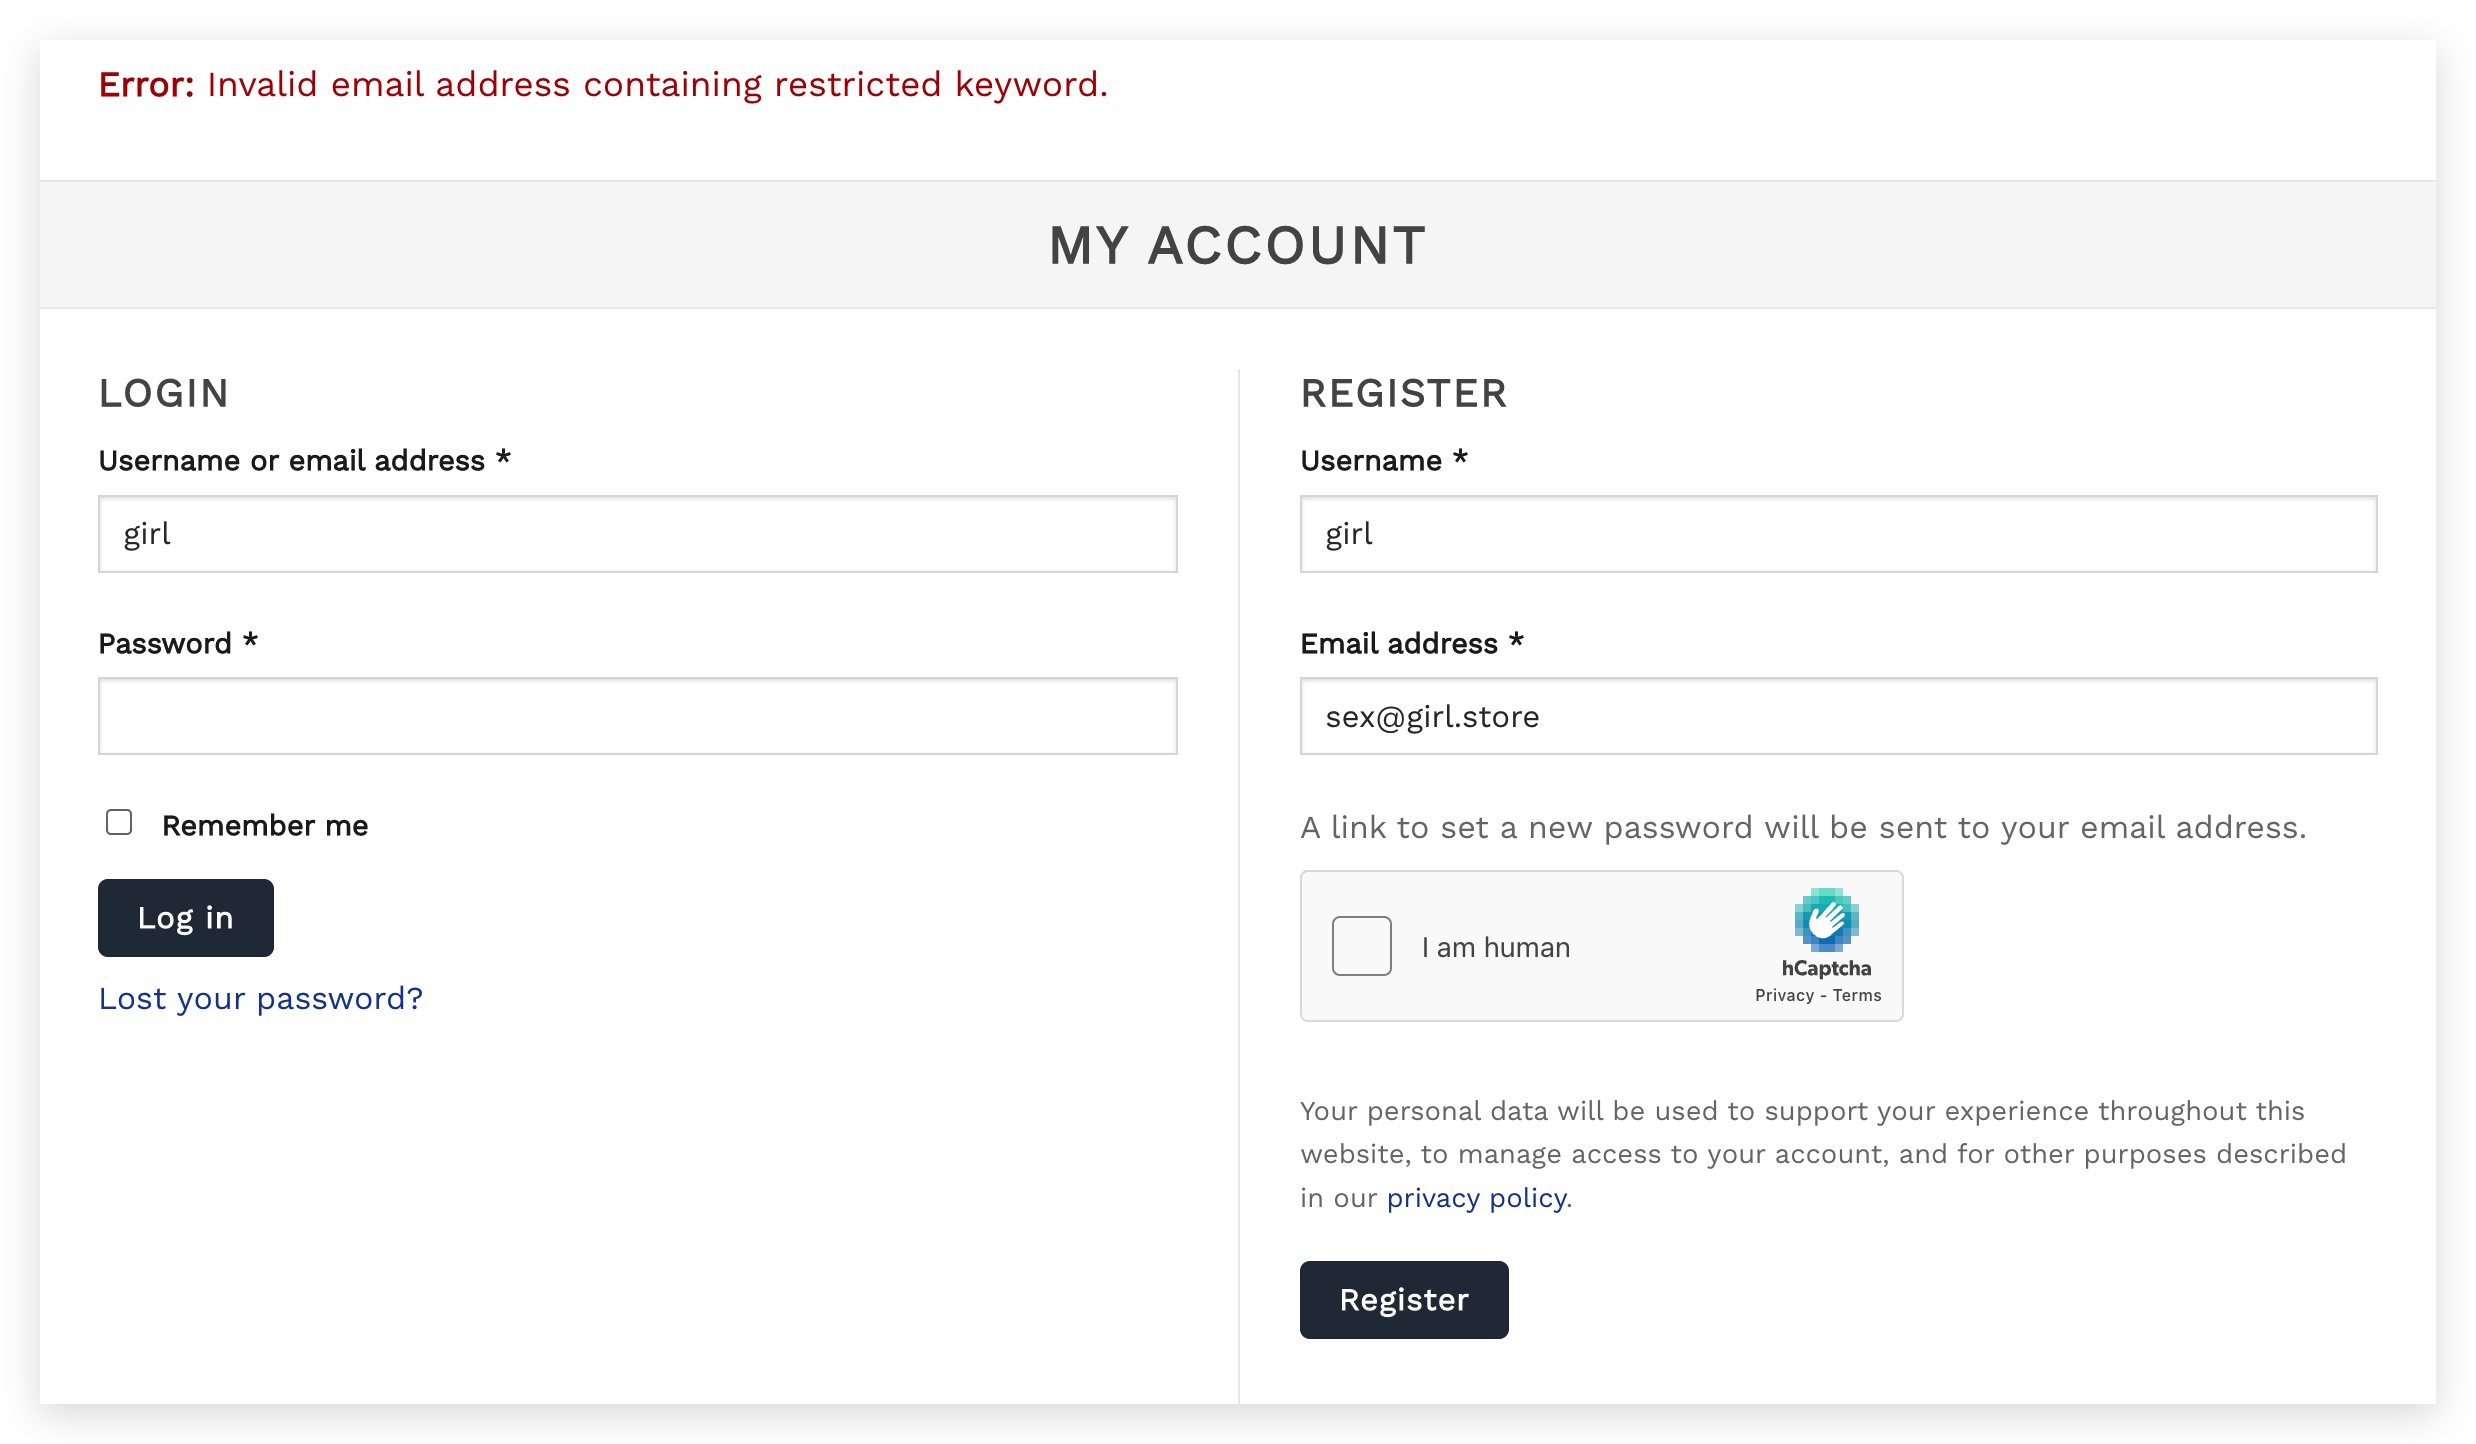 Error: Invalid email address containing restricted keyword.
MY ACCOUNT
LOGIN
Username or email address *
girl
Password *
Remember me
Log in
Lost your password?
REGISTER
Username *
girl
Email address *
sex@girl.store
A link to set a new password will be sent to your email address.
I am human
hCaptcha
Privacy - Terms
Your personal data will be used to support your experience throughout this
website, to manage access to your account, and for other purposes described
in our privacy policy.
Register